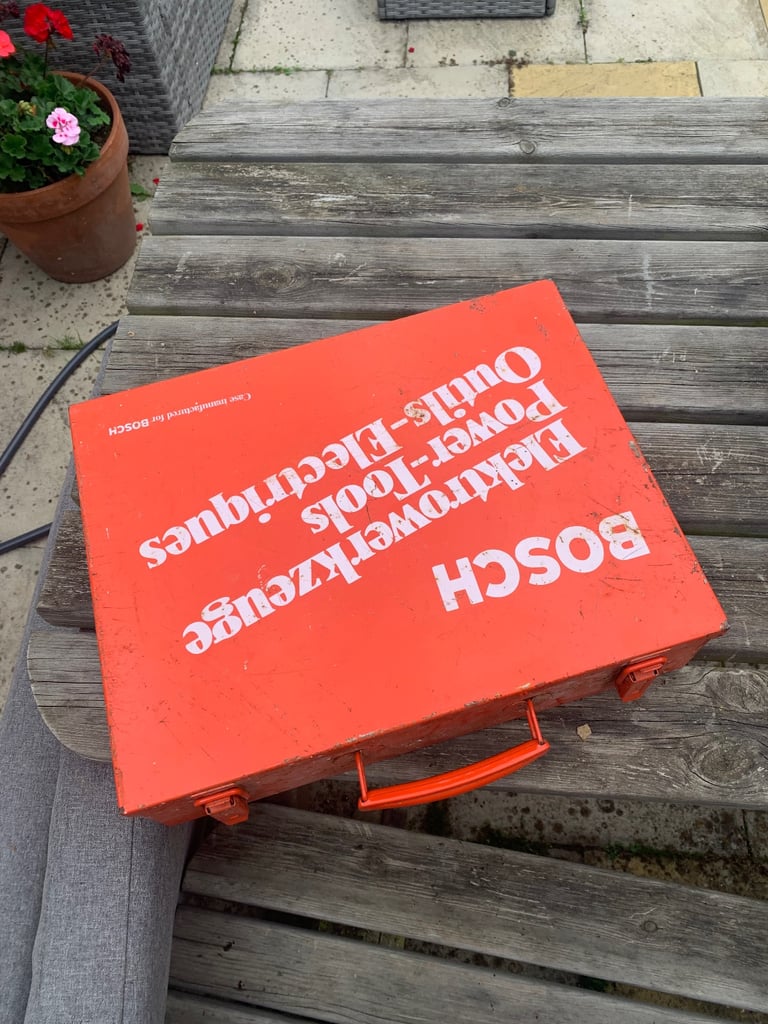 BOSCH
Elektrowerkzeuge
Power-Tools
Outils-Electriques
Case manufactured for BOSCH